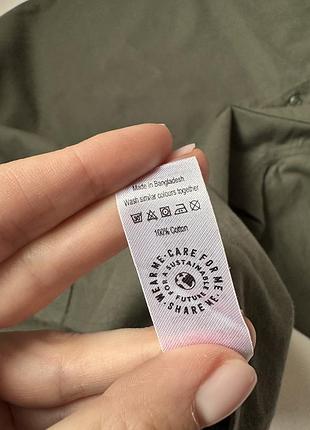 Made in Bangladesh
Wash similar colours together
100% Cotton
WEAR ME · CARE FOR ME · SHARE ME ·
FOR A SUSTAINABLE FUTURE